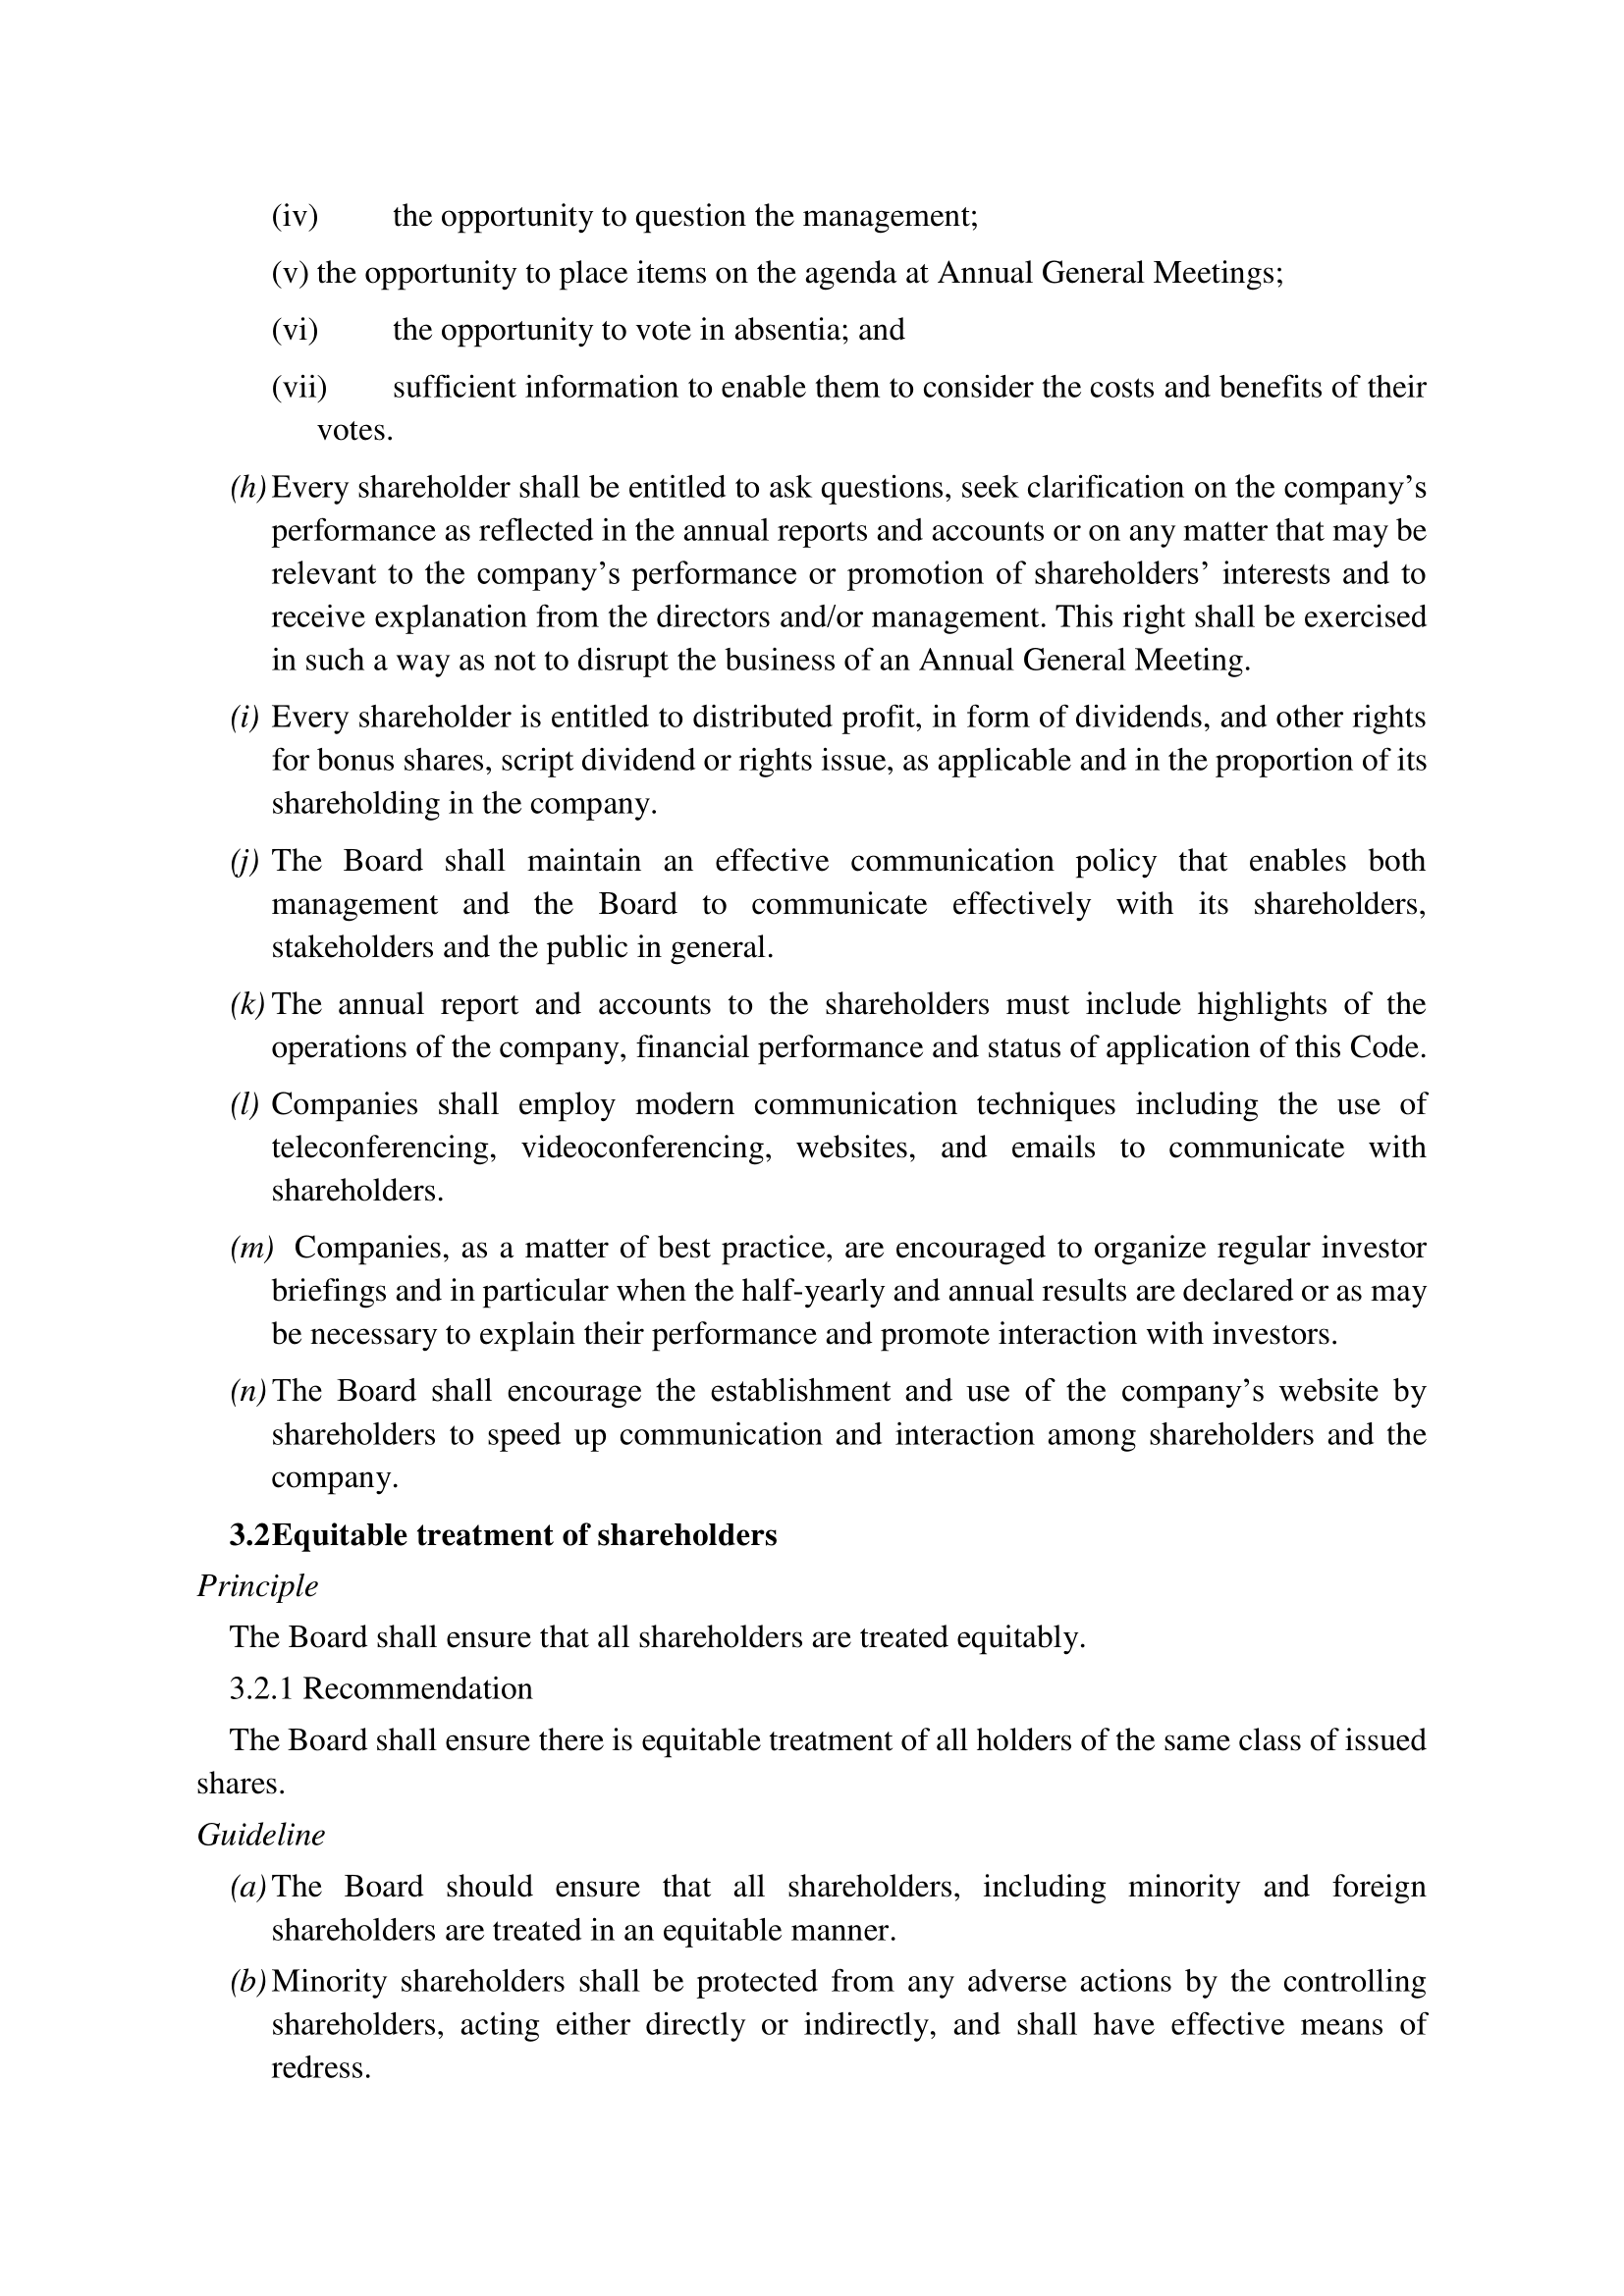 (iv) the opportunity to question the management;
(v) the opportunity to place items on the agenda at Annual General Meetings;
(vi) the opportunity to vote in absentia; and
(vii) sufficient information to enable them to consider the costs and benefits of their
votes.
(h) Every shareholder shall be entitled to ask questions, seek clarification on the company’s
performance as reflected in the annual reports and accounts or on any matter that may be
relevant to the company’s performance or promotion of shareholders’ interests and to
receive explanation from the directors and/or management. This right shall be exercised
in such a way as not to disrupt the business of an Annual General Meeting.
(i) Every shareholder is entitled to distributed profit, in form of dividends, and other rights
for bonus shares, script dividend or rights issue, as applicable and in the proportion of its
shareholding in the company.
(j) The Board shall maintain an effective communication policy that enables both
management and the Board to communicate effectively with its shareholders,
stakeholders and the public in general.
(k) The annual report and accounts to the shareholders must include highlights of the
operations of the company, financial performance and status of application of this Code.
(l) Companies shall employ modern communication techniques including the use of
teleconferencing, videoconferencing, websites, and emails to communicate with
shareholders.
(m) Companies, as a matter of best practice, are encouraged to organize regular investor
briefings and in particular when the half-yearly and annual results are declared or as may
be necessary to explain their performance and promote interaction with investors.
(n) The Board shall encourage the establishment and use of the company’s website by
shareholders to speed up communication and interaction among shareholders and the
company.
3.2Equitable treatment of shareholders
Principle
The Board shall ensure that all shareholders are treated equitably.
3.2.1 Recommendation
The Board shall ensure there is equitable treatment of all holders of the same class of issued
shares.
Guideline
(a) The Board should ensure that all shareholders, including minority and foreign
shareholders are treated in an equitable manner.
(b) Minority shareholders shall be protected from any adverse actions by the controlling
shareholders, acting either directly or indirectly, and shall have effective means of
redress.